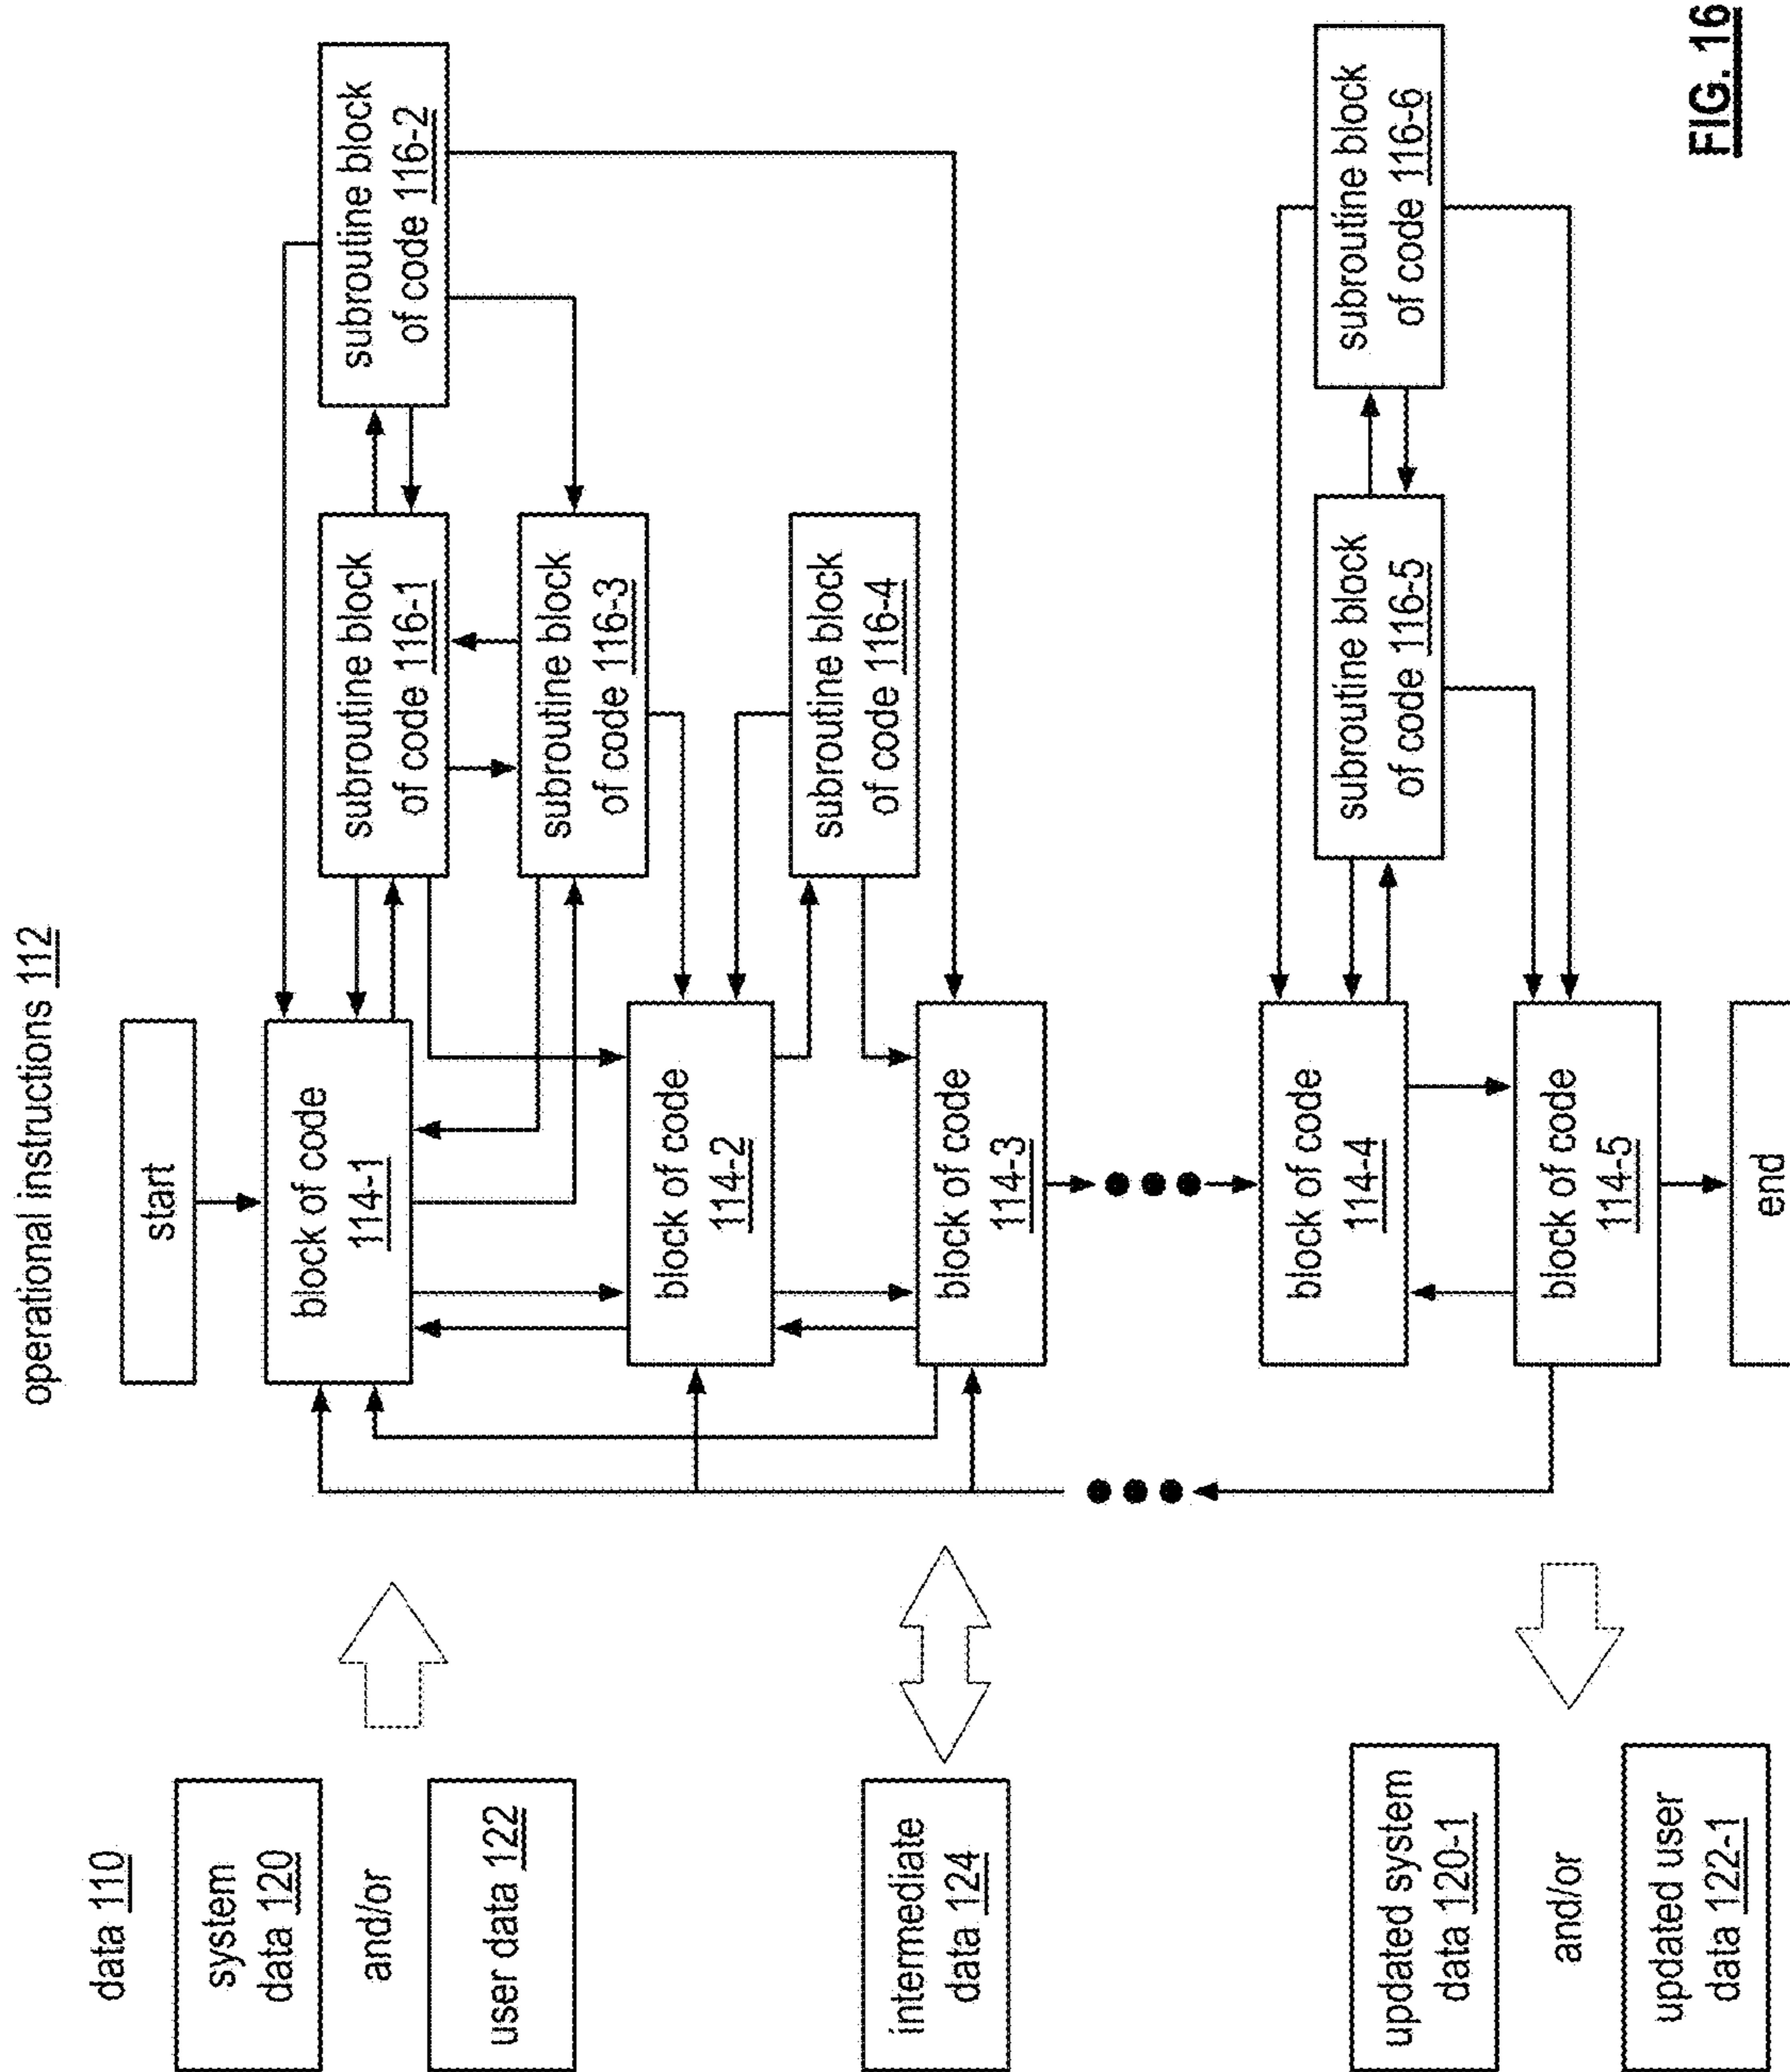 operational instructions 112
data 110
system
data 120
and/or
user data 122
intermediate
data 124
updated system
data 120-1
and/or
updated user
data 122-1
start
block of code
114-1
block of code
114-2
block of code
114-3
block of code
114-4
block of code
114-5
end
subroutine block
of code 116-1
subroutine block
of code 116-2
subroutine block
of code 116-3
subroutine block
of code 116-4
subroutine block
of code 116-5
subroutine block
of code 116-6
FIG. 16